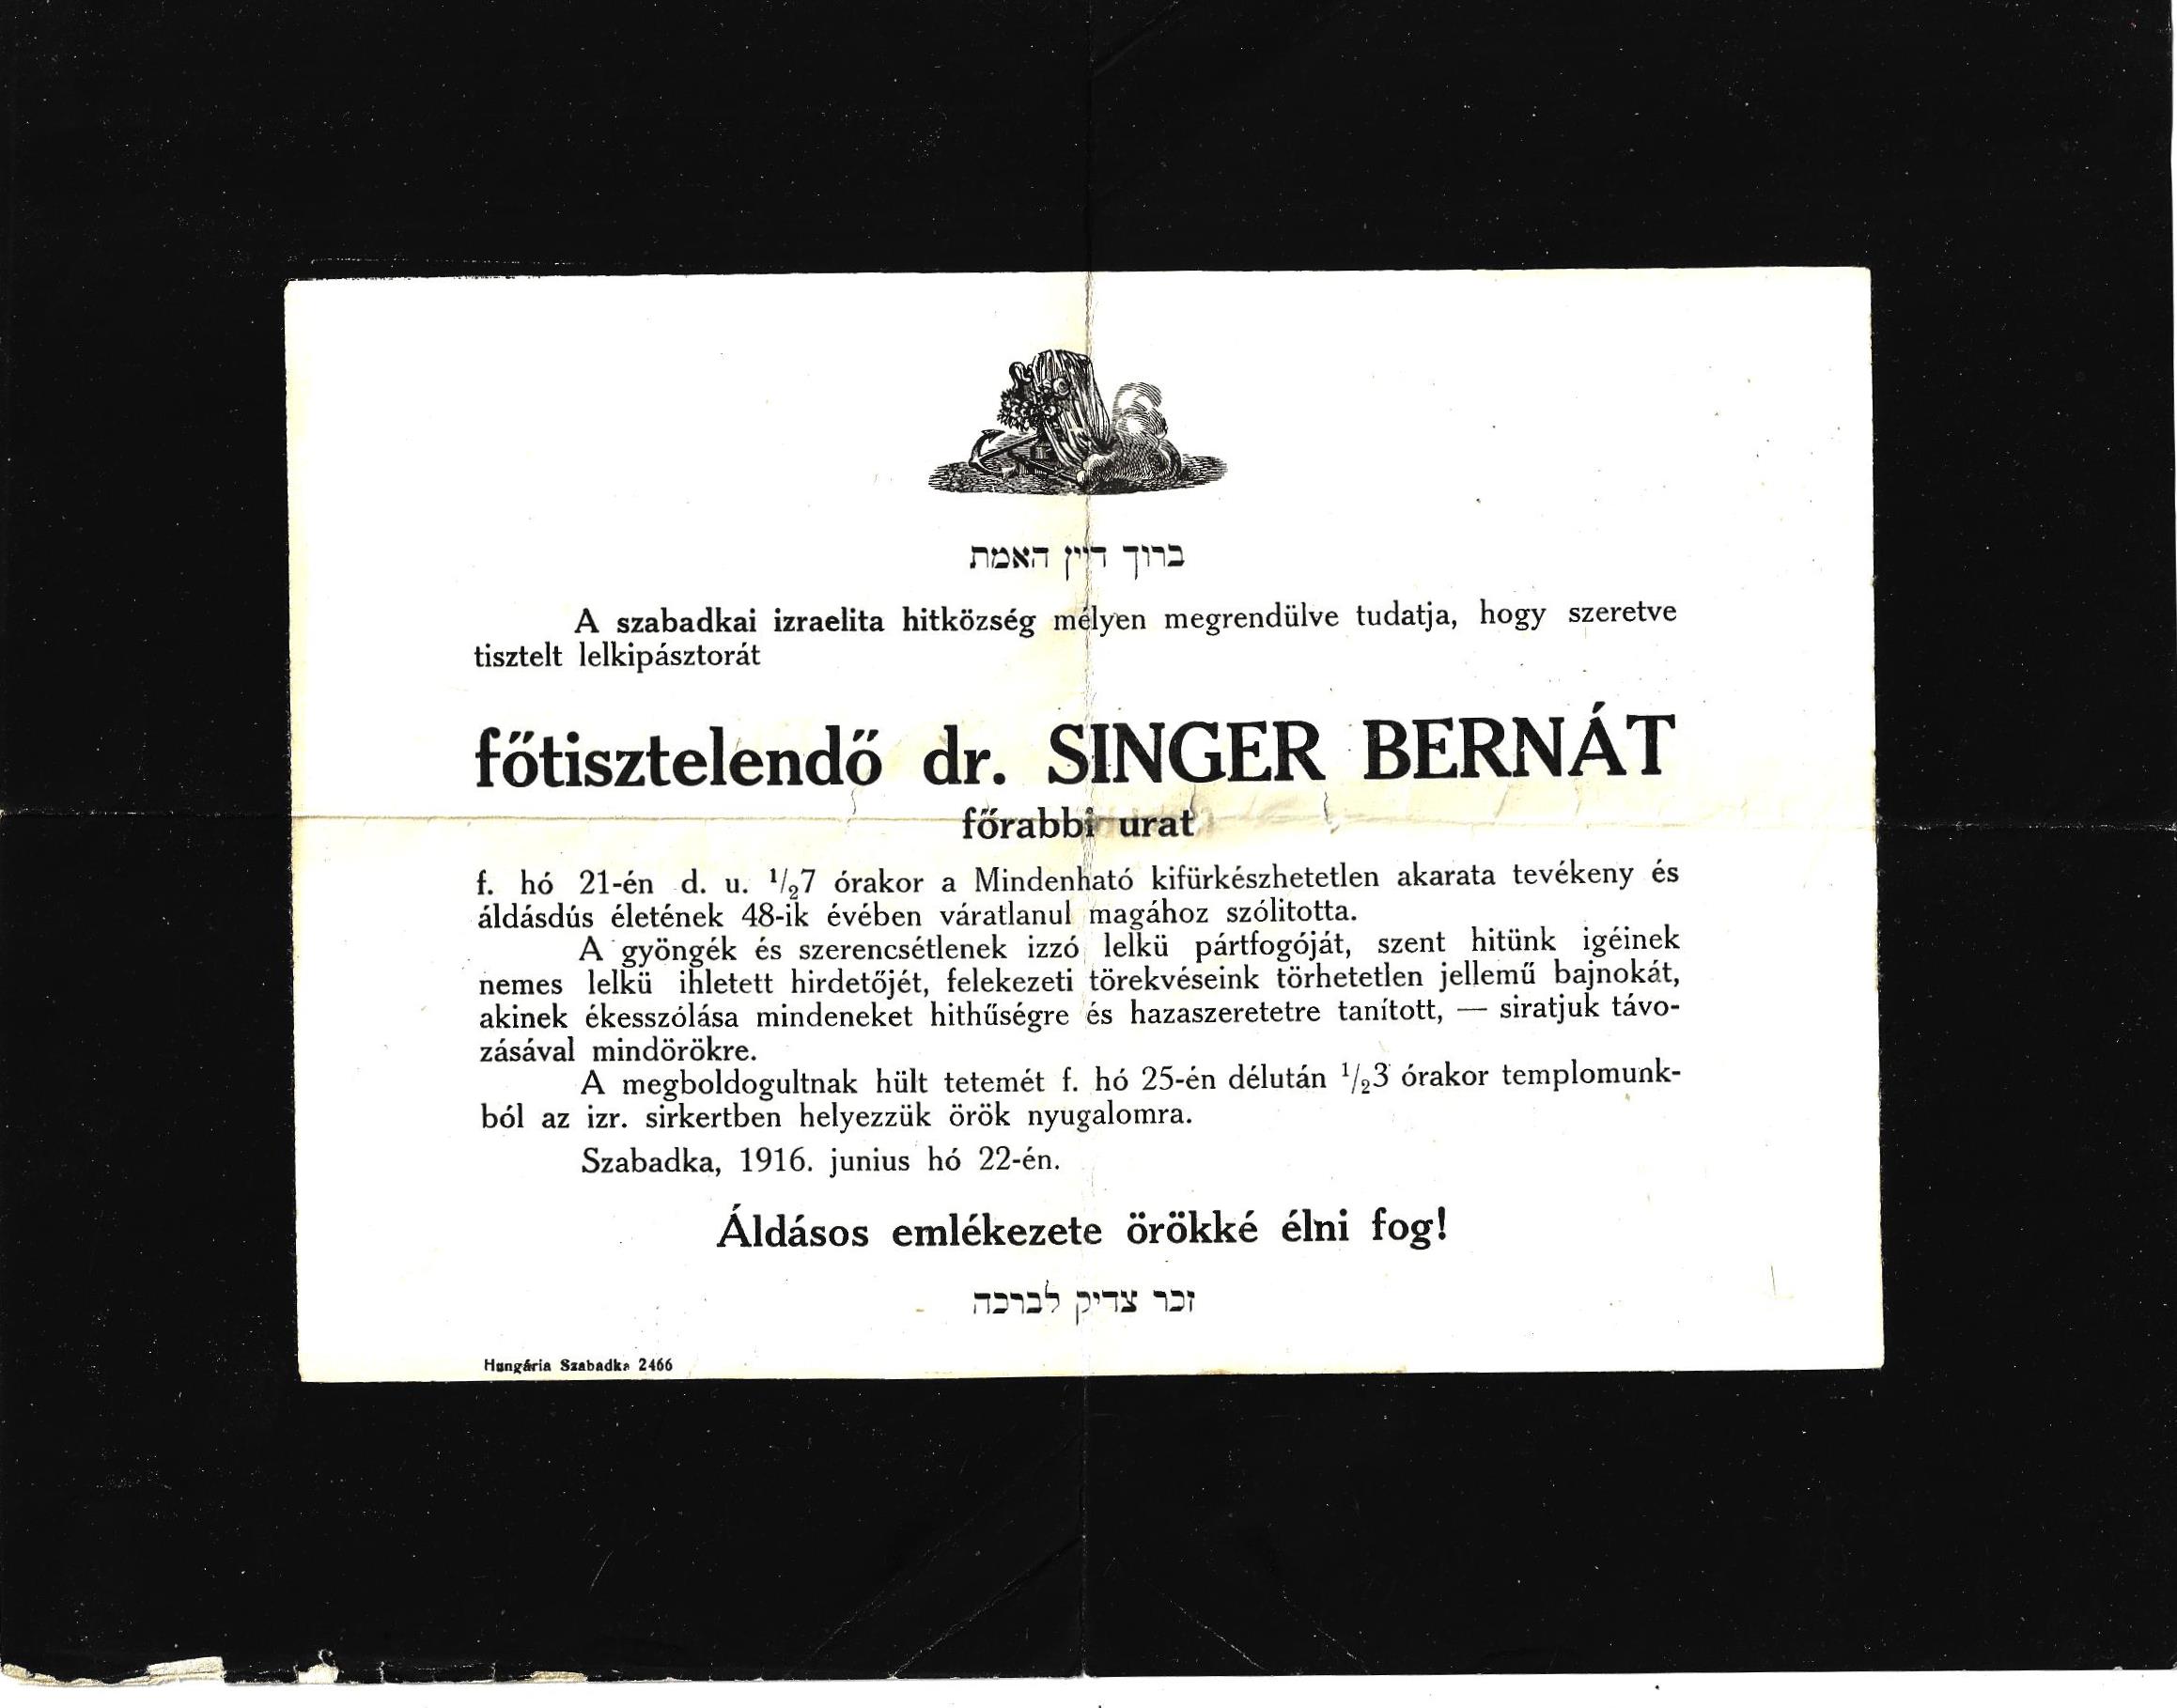 ברוך דיין האמת
A szabadkai izraelita hitközség mélyen megrendülve tudatja, hogy szeretve
tisztelt lelkipásztorát
főtisztelendő dr. SINGER BERNÁT
főrabbi urat
f. hó 21-én d. u. 1/27 órakor a Mindenható kifürkészhetetlen akarata tevékeny és
áldásdús életének 48-ik évében váratlanul magához szólitotta.
A gyöngék és szerencsétlenek izzó lelkü pártfogóját, szent hitünk igéinek
nemes lelkü ihletett hirdetőjét, felekezeti törekvéseink törhetetlen jellemű bajnokát,
akinek ékesszólása mindeneket hithűségre és hazaszeretetre tanított, — siratjuk távo-
zásával mindörökre.
A megboldogultnak hült tetemét f. hó 25-én délután 1/23 órakor templomunk-
ból az izr. sirkertben helyezzük örök nyugalomra.
Szabadka, 1916. junius hó 22-én.
Áldásos emlékezete örökké élni fog!
זכר צדיק לברכה
Hungária Szabadka 2466